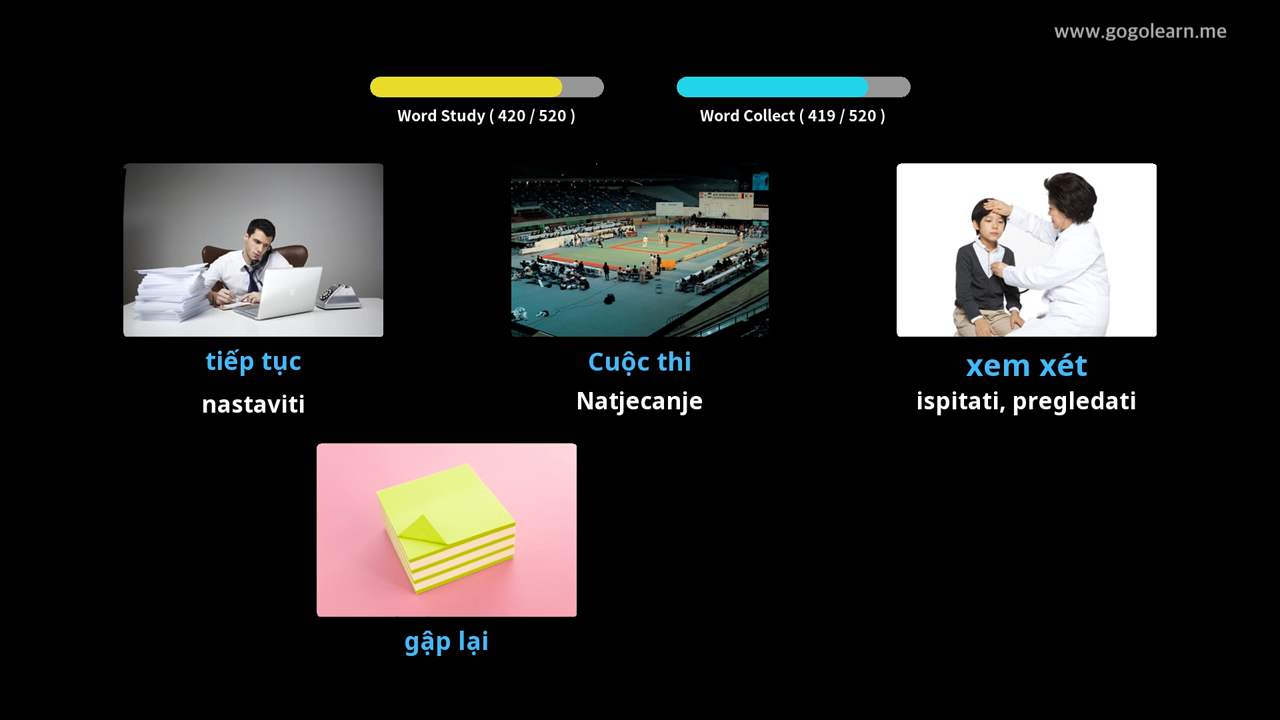 www.gogolearn.me
Word Study ( 420 / 520 )
Word Collect ( 419 / 520 )
tiếp tục
nastaviti
Cuộc thi
Natjecanje
xem xét
ispitati, pregledati
gập lại